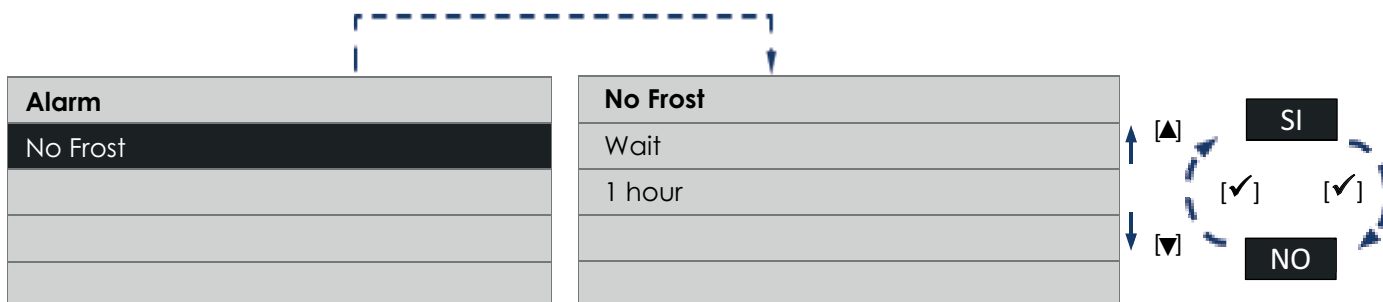 Alarm
No Frost
No Frost
Wait
1 hour
[▲]
[▼]
SI
[✔] [✔]
NO